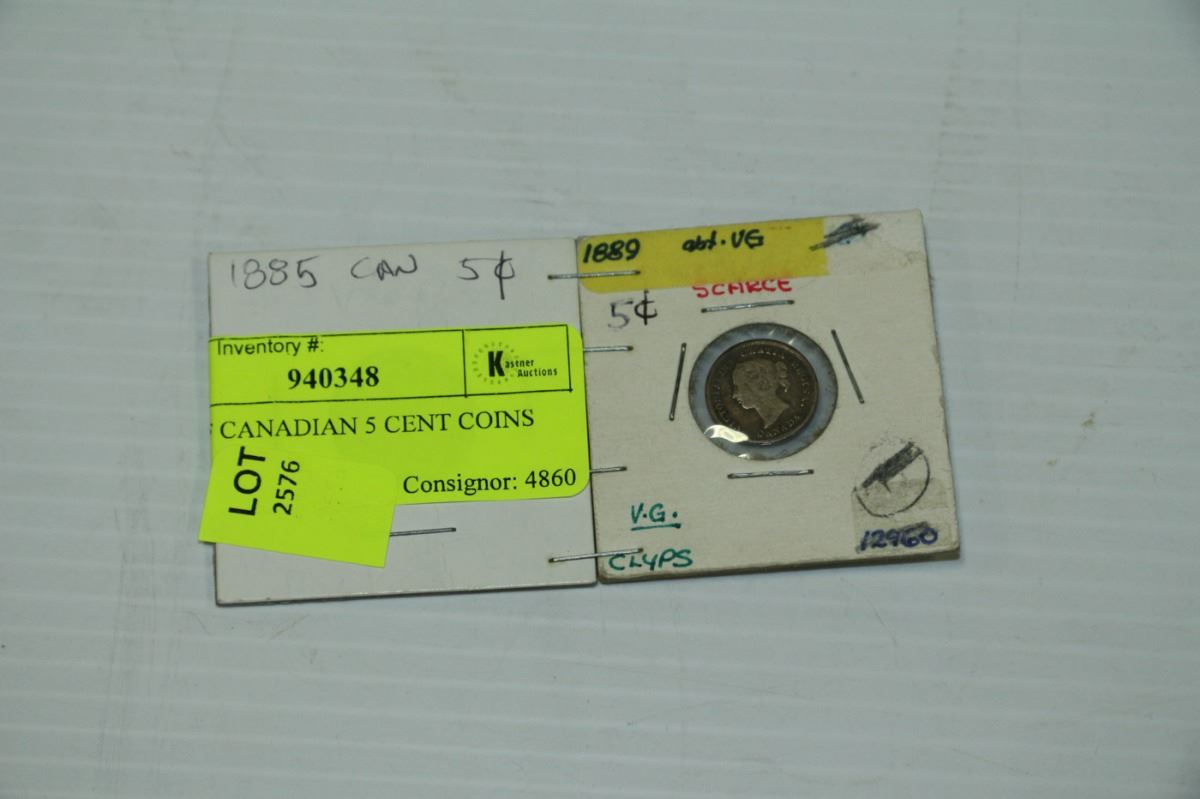 1885 CAN 5¢
Inventory #:
940348
Kastner
Auctions
CANADIAN 5 CENT COINS
Consignor: 4860
LOT
2576
1889 abt. VG
SCARCE
5¢
CANADA
V.G.
CLYPS
12960